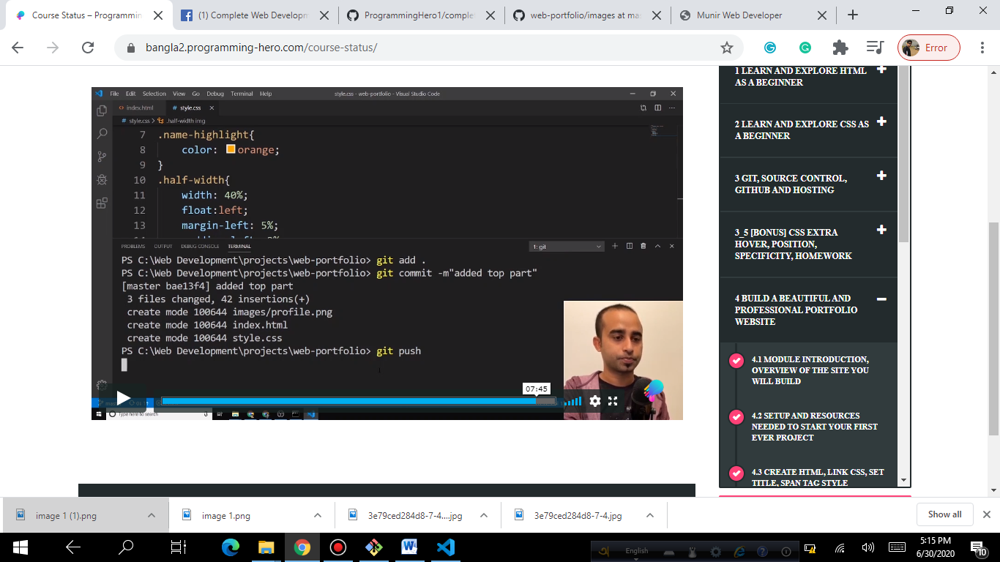 Course Status – Programmin
(1) Complete Web Developm
ProgrammingHero1/complet
web-portfolio/images at mas
Munir Web Developer
bangla2.programming-hero.com/course-status/
Error
File Edit Selection View Go Debug Terminal Help
style.css - web-portfolio - Visual Studio Code
index.html
# style.css
# style.css > .half-width img
7 .name-highlight{
8 color: orange;
9 }
10 .half-width{
11 width: 40%;
12 float:left;
13 margin-left: 5%;
PROBLEMS OUTPUT DEBUG CONSOLE TERMINAL
1: git
PS C:\Web Development\projects\web-portfolio> git add .
PS C:\Web Development\projects\web-portfolio> git commit -m"added top part"
[master bae13f4] added top part
3 files changed, 42 insertions(+)
create mode 100644 images/profile.png
create mode 100644 index.html
create mode 100644 style.css
PS C:\Web Development\projects\web-portfolio> git push
07:45
Type here to search
1 LEARN AND EXPLORE HTML
AS A BEGINNER
2 LEARN AND EXPLORE CSS AS
A BEGINNER
3 GIT, SOURCE CONTROL,
GITHUB AND HOSTING
3_5 [BONUS] CSS EXTRA
HOVER, POSITION,
SPECIFICITY, HOMEWORK
4 BUILD A BEAUTIFUL AND
PROFESSIONAL PORTFOLIO
WEBSITE
4.1 MODULE INTRODUCTION,
OVERVIEW OF THE SITE YOU
WILL BUILD
4.2 SETUP AND RESOURCES
NEEDED TO START YOUR FIRST
EVER PROJECT
4.3 CREATE HTML, LINK CSS, SET
TITLE, SPAN TAG STYLE
image 1 (1).png
image 1.png
3e79ced284d8-7-4....jpg
3e79ced284d8-7-4.jpg
Show all
English
5:15 PM
6/30/2020
10